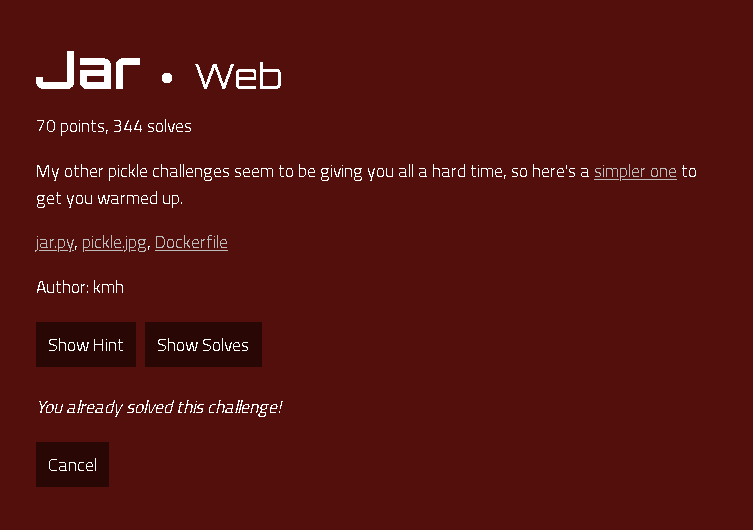 Jar • Web
70 points, 344 solves
My other pickle challenges seem to be giving you all a hard time, so here's a simpler one to
get you warmed up.
jar.py, pickle.jpg, Dockerfile
Author: kmh
Show Hint Show Solves
You already solved this challenge!
Cancel